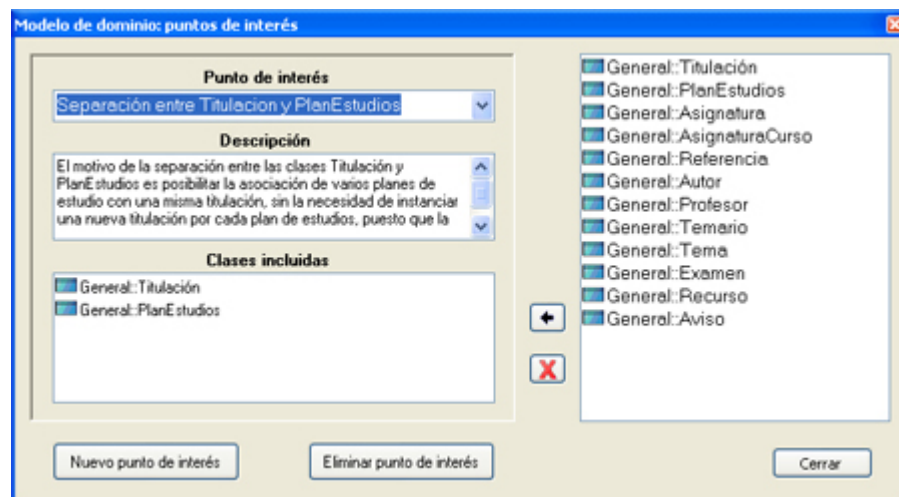 Modelo de dominio: puntos de interés
Punto de interés
Separación entre Titulacion y PlanEstudios
Descripción
El motivo de la separación entre las clases Titulación y
PlanEstudios es posibilitar la asociación de varios planes de
estudio con una misma titulación, sin la necesidad de instanciar
una nueva titulación por cada plan de estudios, puesto que la
Clases incluidas
General::Titulación
General::PlanEstudios
General::Titulación
General::PlanEstudios
General::Asignatura
General::AsignaturaCurso
General::Referencia
General::Autor
General::Profesor
General::Temario
General::Tema
General::Examen
General::Recurso
General::Aviso
Nuevo punto de interés
Eliminar punto de interés
Cerrar